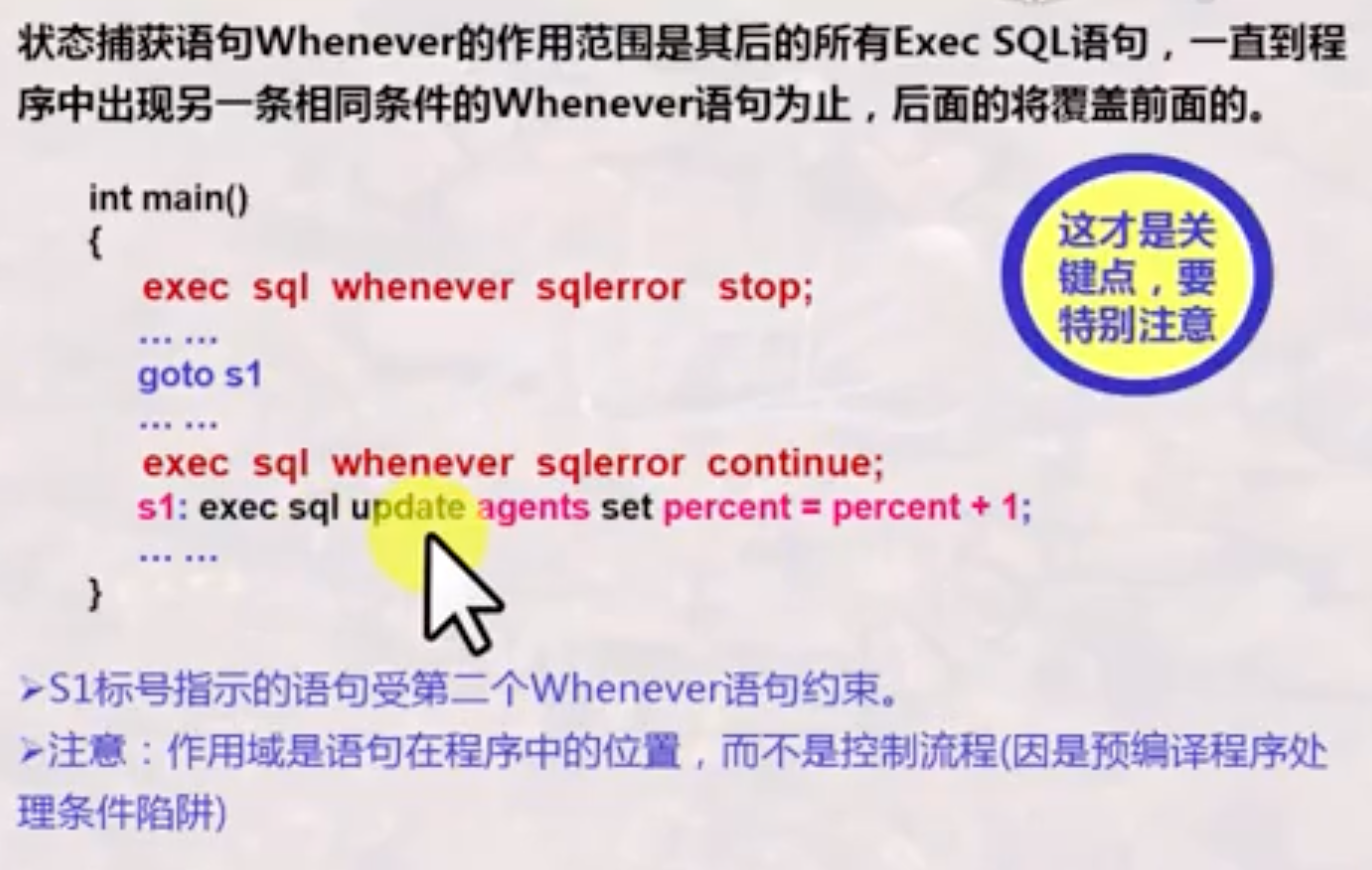 状态捕获语句Whenever的作用范围是其后的所有Exec SQL语句，一直到程
序中出现另一条相同条件的Whenever语句为止，后面的将覆盖前面的。
int main()
{
exec sql whenever sqlerror stop;
... ...
goto s1
... ...
exec sql whenever sqlerror continue;
s1: exec sql update agents set percent = percent + 1;
... ...
}
这才是关
键点，要
特别注意
➢S1标号指示的语句受第二个Whenever语句约束。
➢注意：作用域是语句在程序中的位置，而不是控制流程(因是预编译程序处
理条件陷阱)